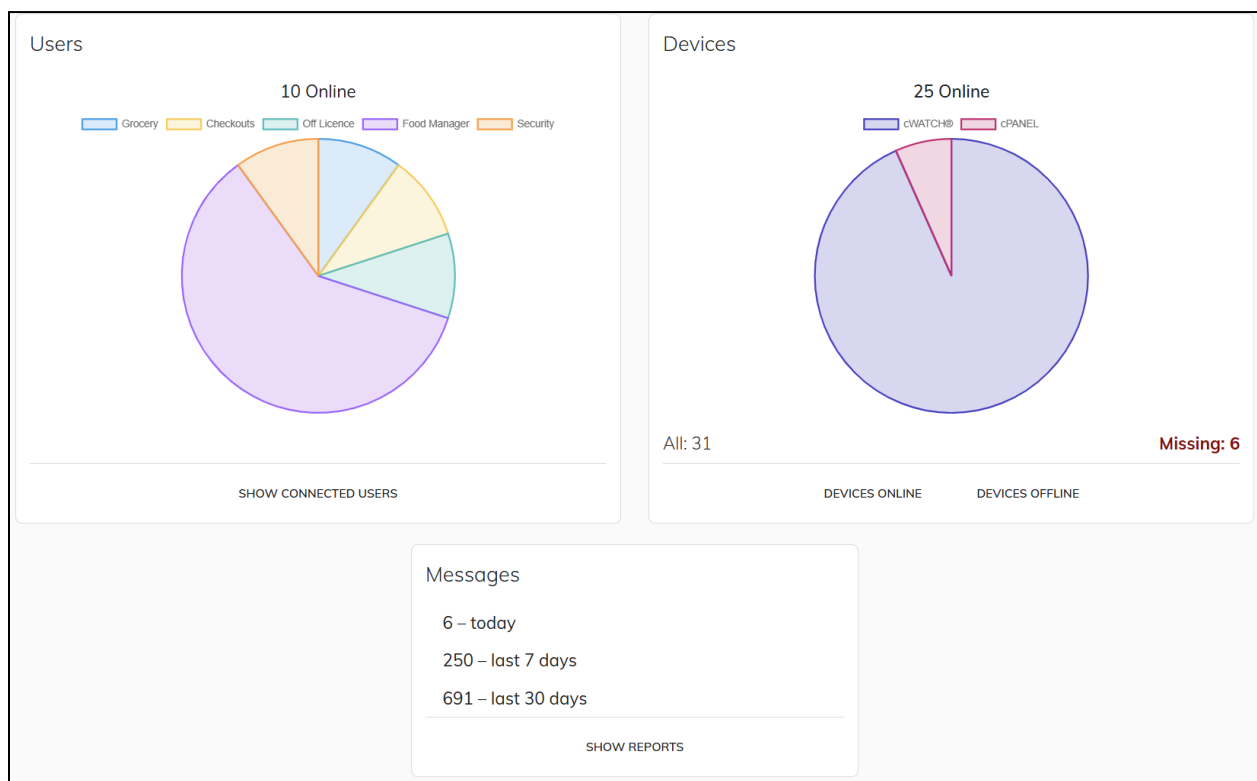 Users
10 Online
Grocery Checkouts Off Licence Food Manager Security
SHOW CONNECTED USERS
Devices
25 Online
cWATCH® cPANEL
All: 31 Missing: 6
DEVICES ONLINE DEVICES OFFLINE
Messages
6 – today
250 – last 7 days
691 – last 30 days
SHOW REPORTS